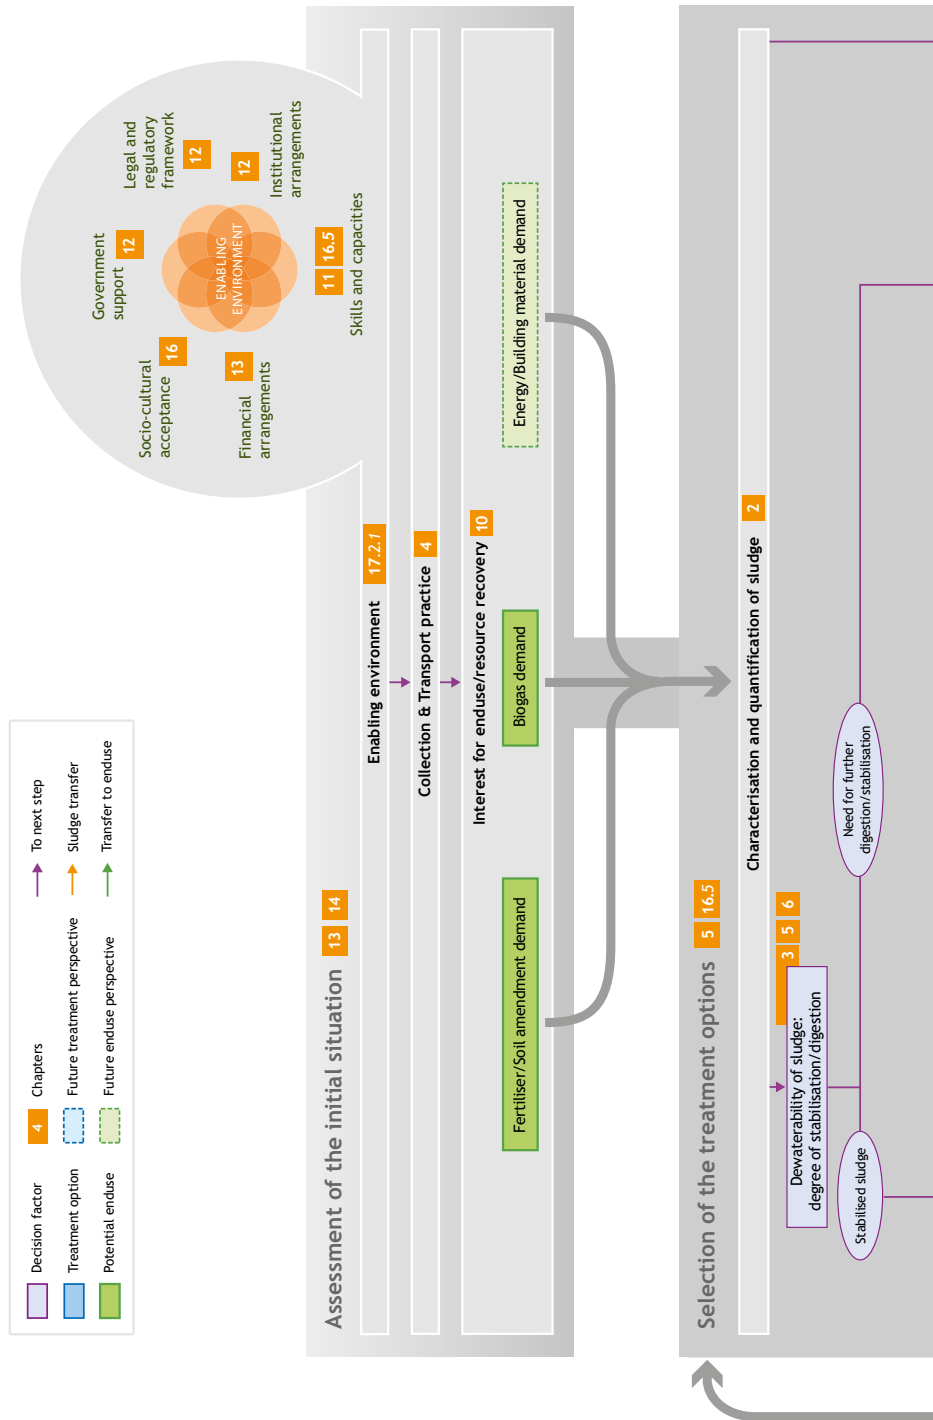 Decision factor
Treatment option
Potential enduse
4 Chapters
Future treatment perspective
Future enduse perspective
To next step
Sludge transfer
Transfer to enduse
Assessment of the initial situation 13 14
Socio-cultural
acceptance 16
Government
support 12
Legal and
regulatory
framework
12
Financial
arrangements
13
ENABLING
ENVIRONMENT
12
Institutional
arrangements
11 16.5
Skills and capacities
Enabling environment 17.2.1
Collection & Transport practice 4
Interest for enduse/resource recovery 10
Fertiliser/Soil amendment demand
Biogas demand
Energy/Building material demand
Selection of the treatment options 5 16.5
Characterisation and quantification of sludge 2
3 5 6
Dewaterability of sludge:
degree of stabilisation/digestion
Stabilised sludge
Need for further
digestion/stabilisation